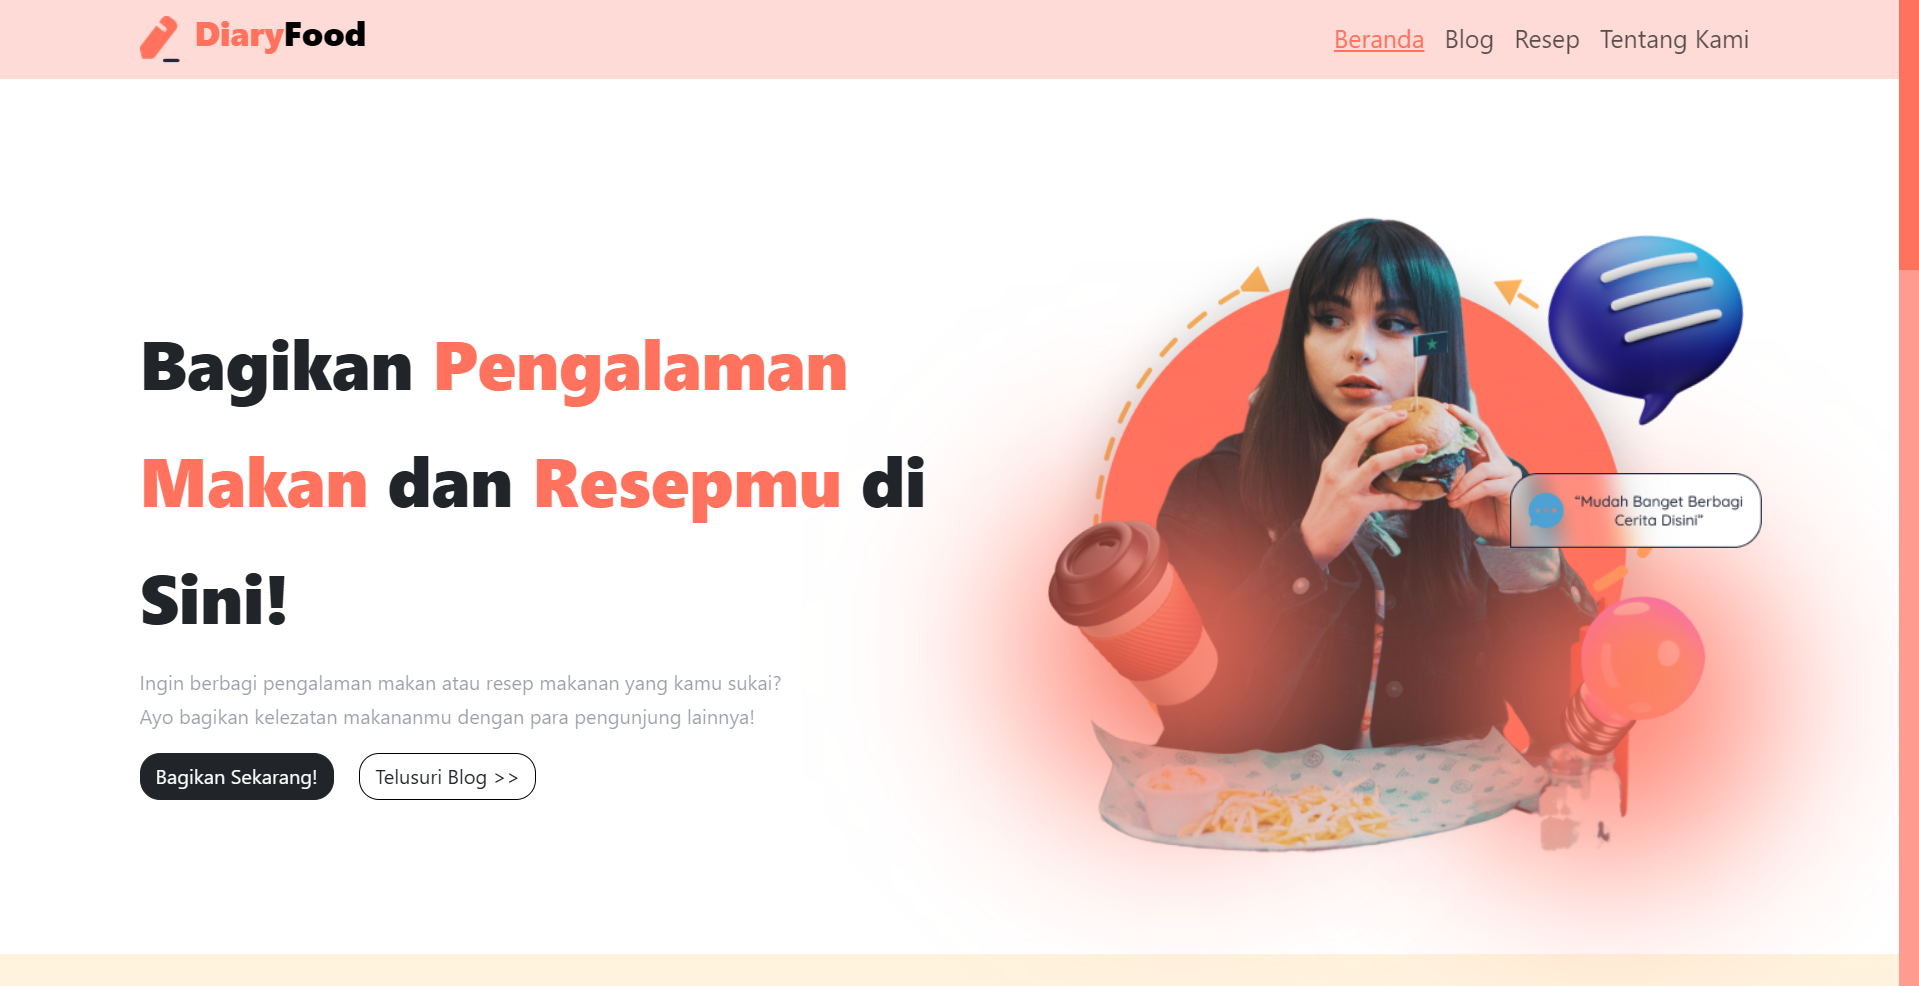 DiaryFood
Beranda Blog Resep Tentang Kami
Bagikan Pengalaman
Makan dan Resepmu di
Sini!
Ingin berbagi pengalaman makan atau resep makanan yang kamu sukai?
Ayo bagikan kelezatan makananmu dengan para pengunjung lainnya!
Bagikan Sekarang! Telusuri Blog >>
“Mudah Banget Berbagi
Cerita Disini”